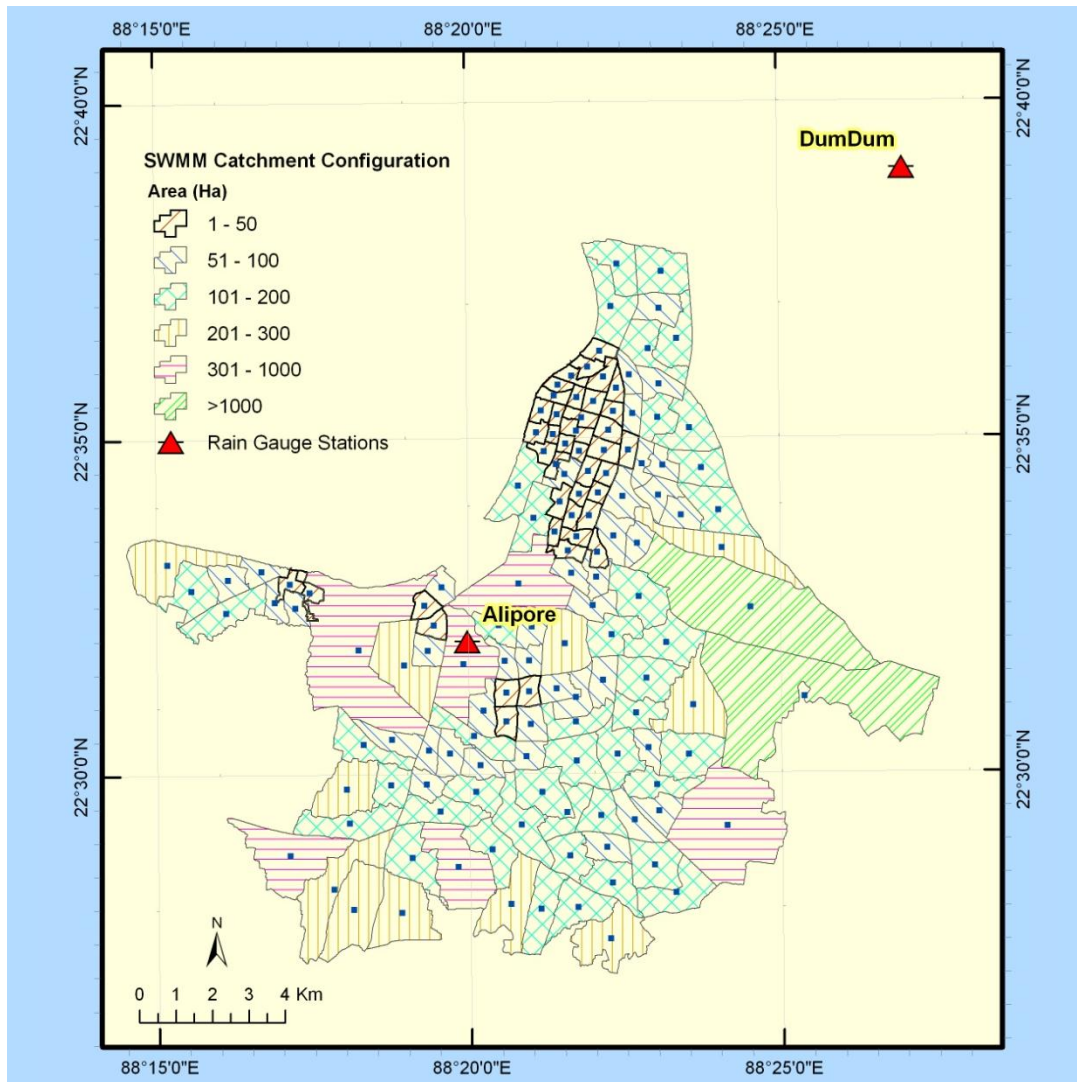 88°15'0"E 88°20'0"E 88°25'0"E
22°40'0"N
22°40'0"N
DumDum
SWMM Catchment Configuration
Area (Ha)
1 - 50
51 - 100
101 - 200
201 - 300
301 - 1000
>1000
Rain Gauge Stations
22°35'0"N
22°35'0"N
Alipore
22°30'0"N
22°30'0"N
N
0 1 2 3 4 Km
88°15'0"E 88°20'0"E 88°25'0"E